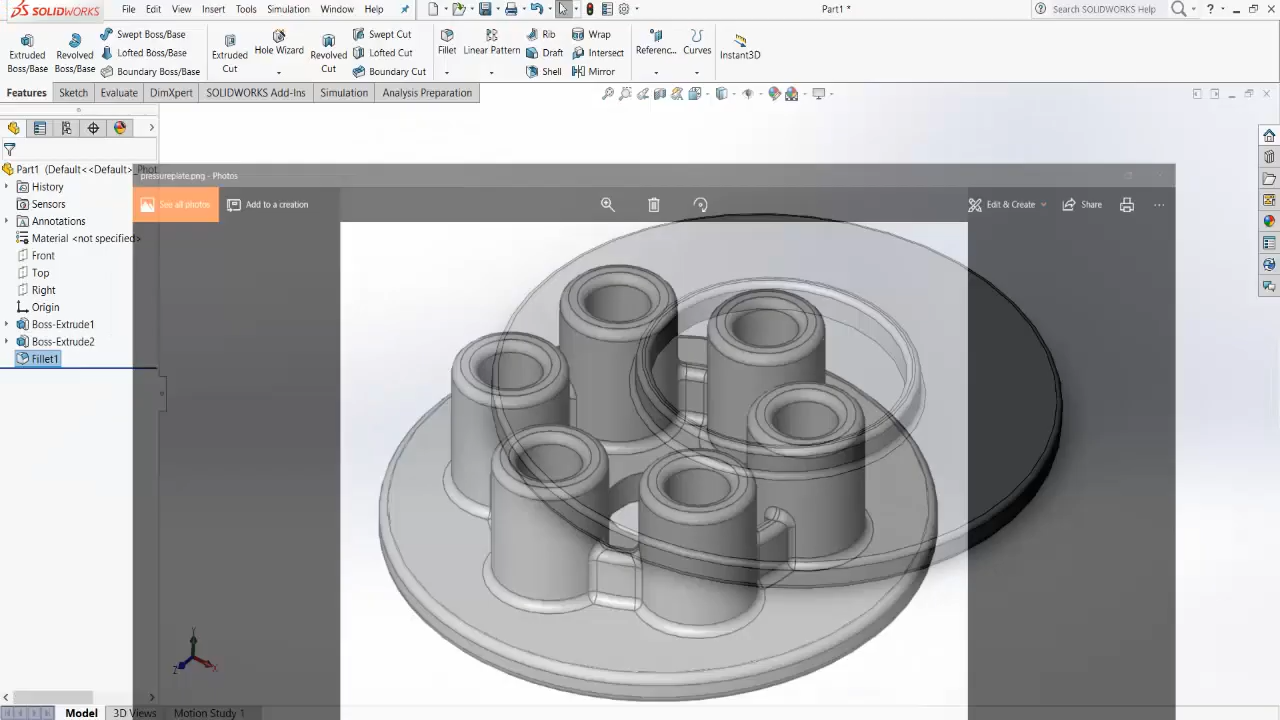 SOLIDWORKS File Edit View Insert Tools Simulation Window Help Part1 * Search SOLIDWORKS Help ?
Extruded Boss/Base Revolved Boss/Base Swept Boss/Base Lofted Boss/Base Boundary Boss/Base Extruded Cut Hole Wizard Revolved Cut Swept Cut Lofted Cut Boundary Cut Fillet Linear Pattern Rib Draft Shell Wrap Intersect Mirror Referenc... Curves Instant3D
Features Sketch Evaluate DimXpert SOLIDWORKS Add-Ins Simulation Analysis Preparation
Part1 (Default<<Default>_Phot
pressureplate.png - Photos
History
See all photos Add to a creation Edit & Create Share ...
Sensors
Annotations
Material <not specified>
Front
Top
Right
Origin
Boss-Extrude1
Boss-Extrude2
Fillet1
Y
Z X
Model 3D Views Motion Study 1